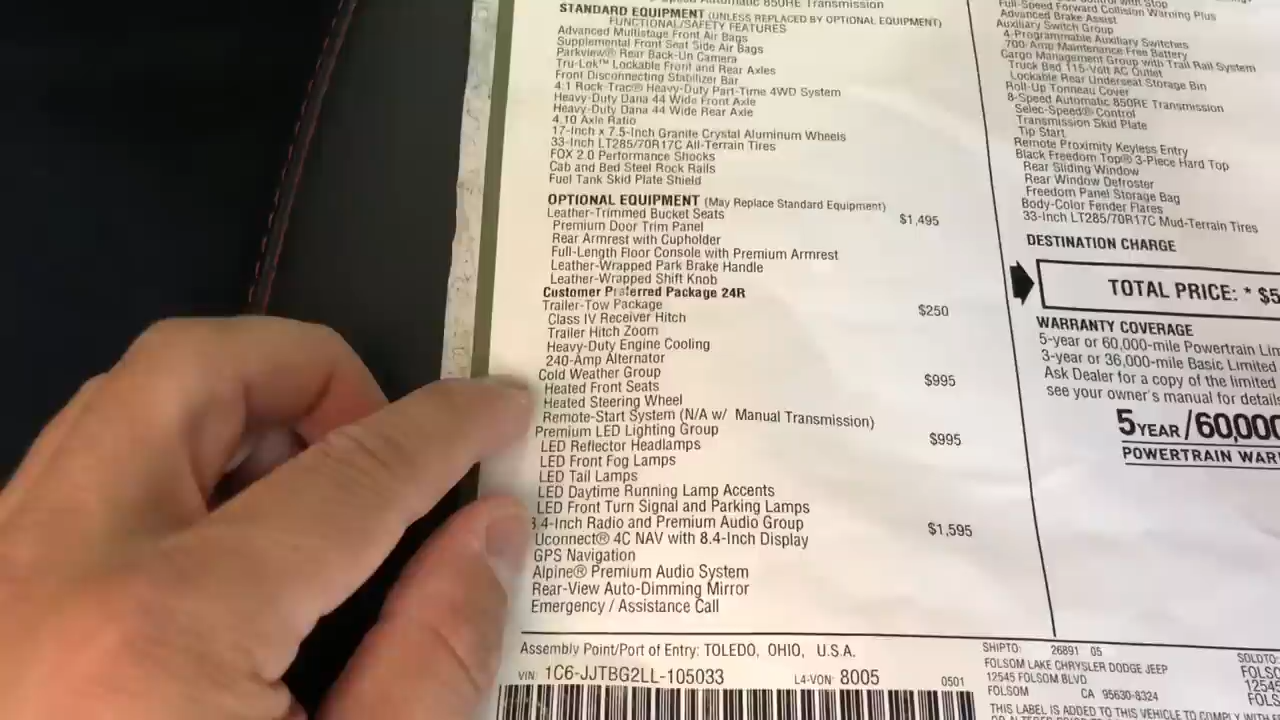 Automatic 850RE Transmission
STANDARD EQUIPMENT (UNLESS REPLACED BY OPTIONAL EQUIPMENT)
FUNCTIONAL/SAFETY FEATURES
Advanced Multistage Front Air Bags
Supplemental Front Seat Side Air Bags
Parkview® Rear Back-Up Camera
Tru-Lok™ Lockable Front and Rear Axles
Front Disconnecting Stabilizer Bar
4:1 Rock-Trac® Heavy-Duty Part-Time 4WD System
Heavy-Duty Dana 44 Wide Front Axle
Heavy-Duty Dana 44 Wide Rear Axle
4.10 Axle Ratio
17-Inch x 7.5-Inch Granite Crystal Aluminum Wheels
33-Inch LT285/70R17C All-Terrain Tires
FOX 2.0 Performance Shocks
Cab and Bed Steel Rock Rails
Fuel Tank Skid Plate Shield
OPTIONAL EQUIPMENT (May Replace Standard Equipment)
Leather-Trimmed Bucket Seats $1,495
Premium Door Trim Panel
Rear Armrest with Cupholder
Full-Length Floor Console with Premium Armrest
Leather-Wrapped Park Brake Handle
Leather-Wrapped Shift Knob
Customer Preferred Package 24R
Trailer-Tow Package $250
Class IV Receiver Hitch
Trailer Hitch Zoom
Heavy-Duty Engine Cooling
240-Amp Alternator
Cold Weather Group $995
Heated Front Seats
Heated Steering Wheel
Remote-Start System (N/A w/ Manual Transmission)
Premium LED Lighting Group $995
LED Reflector Headlamps
LED Front Fog Lamps
LED Tail Lamps
LED Daytime Running Lamp Accents
LED Front Turn Signal and Parking Lamps
8.4-Inch Radio and Premium Audio Group $1,595
Uconnect® 4C NAV with 8.4-Inch Display
GPS Navigation
Alpine® Premium Audio System
Rear-View Auto-Dimming Mirror
Emergency / Assistance Call
with Stop
Full-Speed Forward Collision Warning Plus
Advanced Brake Assist
Auxiliary Switch Group
4-Programmable Auxiliary Switches
700-Amp Maintenance Free Battery
Cargo Management Group with Trail Rail System
Truck Bed 115-Volt AC Outlet
Lockable Rear Underseat Storage Bin
Roll-Up Tonneau Cover
8-Speed Automatic 850RE Transmission
Selec-Speed® Control
Transmission Skid Plate
Tip Start
Remote Proximity Keyless Entry
Black Freedom Top® 3-Piece Hard Top
Rear Sliding Window
Rear Window Defroster
Freedom Panel Storage Bag
Body-Color Fender Flares
33-Inch LT285/70R17C Mud-Terrain Tires
DESTINATION CHARGE
TOTAL PRICE: * $5
WARRANTY COVERAGE
5-year or 60,000-mile Powertrain Lim
3-year or 36,000-mile Basic Limited
Ask Dealer for a copy of the limited
see your owner's manual for details
5 YEAR /60,000
POWERTRAIN WAR
Assembly Point/Port of Entry: TOLEDO, OHIO, U.S.A.
VIN: 1C6-JJTBG2LL-105033 L4-VON: 8005 0501
SHIPTO: 26891 05
FOLSOM LAKE CHRYSLER DODGE JEEP
12545 FOLSOM BLVD
FOLSOM CA 95630-8324
SOLDTO:
FOLSO
12545
FOLS
THIS LABEL IS ADDED TO THIS VEHICLE TO COMPLY WITH